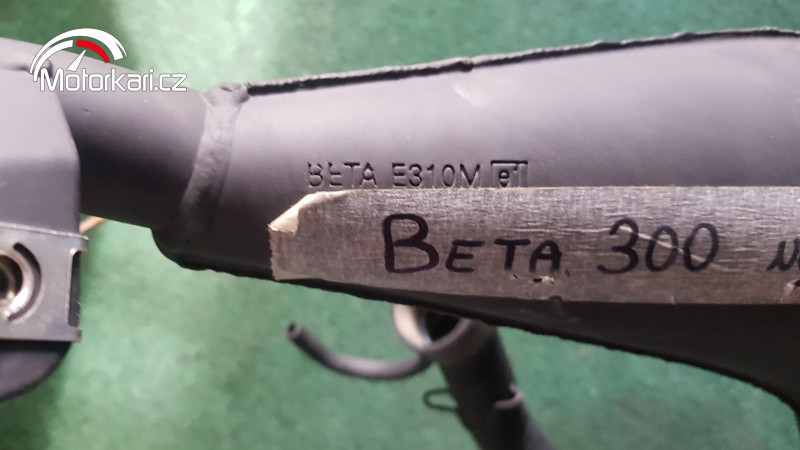 Motorkari.cz
BETA E310M e
BETA 300